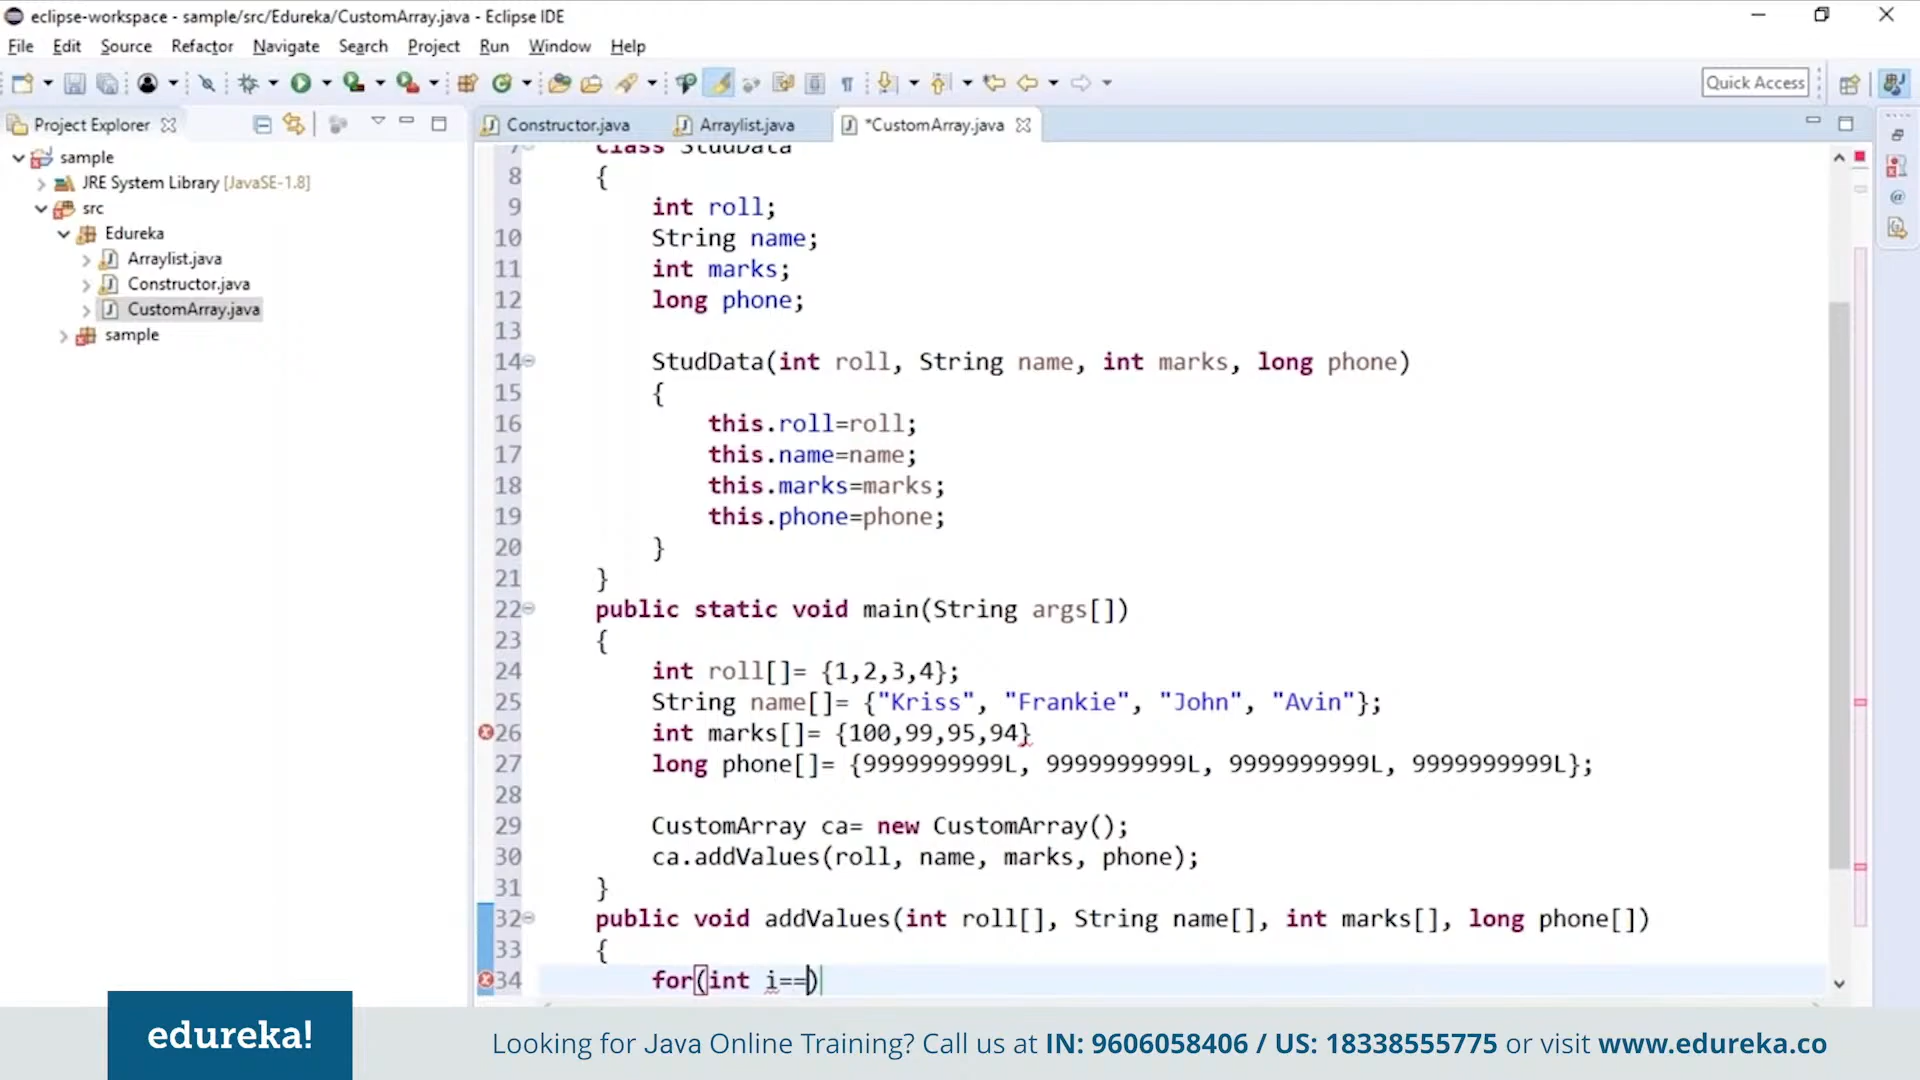 eclipse-workspace - sample/src/Edureka/CustomArray.java - Eclipse IDE
File Edit Source Refactor Navigate Search Project Run Window Help
Quick Access
Project Explorer
Constructor.java Arraylist.java *CustomArray.java
sample
JRE System Library [JavaSE-1.8]
src
Edureka
Arraylist.java
Constructor.java
CustomArray.java
sample
7 class StudData
8 {
9 int roll;
10 String name;
11 int marks;
12 long phone;
13
14 StudData(int roll, String name, int marks, long phone)
15 {
16 this.roll=roll;
17 this.name=name;
18 this.marks=marks;
19 this.phone=phone;
20 }
21 }
22 public static void main(String args[])
23 {
24 int roll[]= {1,2,3,4};
25 String name[]= {"Kriss", "Frankie", "John", "Avin"};
26 int marks[]= {100,99,95,94}
27 long phone[]= {9999999999L, 9999999999L, 9999999999L, 9999999999L};
28
29 CustomArray ca= new CustomArray();
30 ca.addValues(roll, name, marks, phone);
31 }
32 public void addValues(int roll[], String name[], int marks[], long phone[])
33 {
34 for(int i==)
edureka!
Looking for Java Online Training? Call us at IN: 9606058406 / US: 18338555775 or visit www.edureka.co